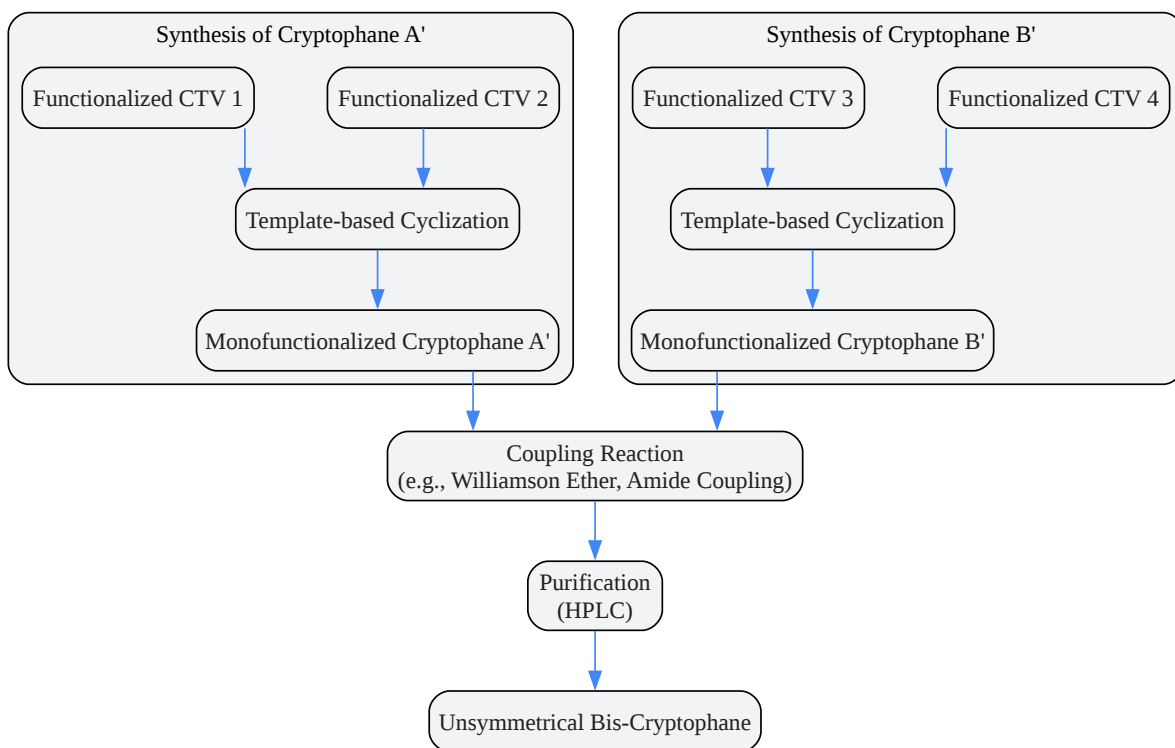 Synthesis of Cryptophane A'
Functionalized CTV 1
Functionalized CTV 2
Template-based Cyclization
Monofunctionalized Cryptophane A'
Synthesis of Cryptophane B'
Functionalized CTV 3
Functionalized CTV 4
Template-based Cyclization
Monofunctionalized Cryptophane B'
Coupling Reaction
(e.g., Williamson Ether, Amide Coupling)
Purification
(HPLC)
Unsymmetrical Bis-Cryptophane